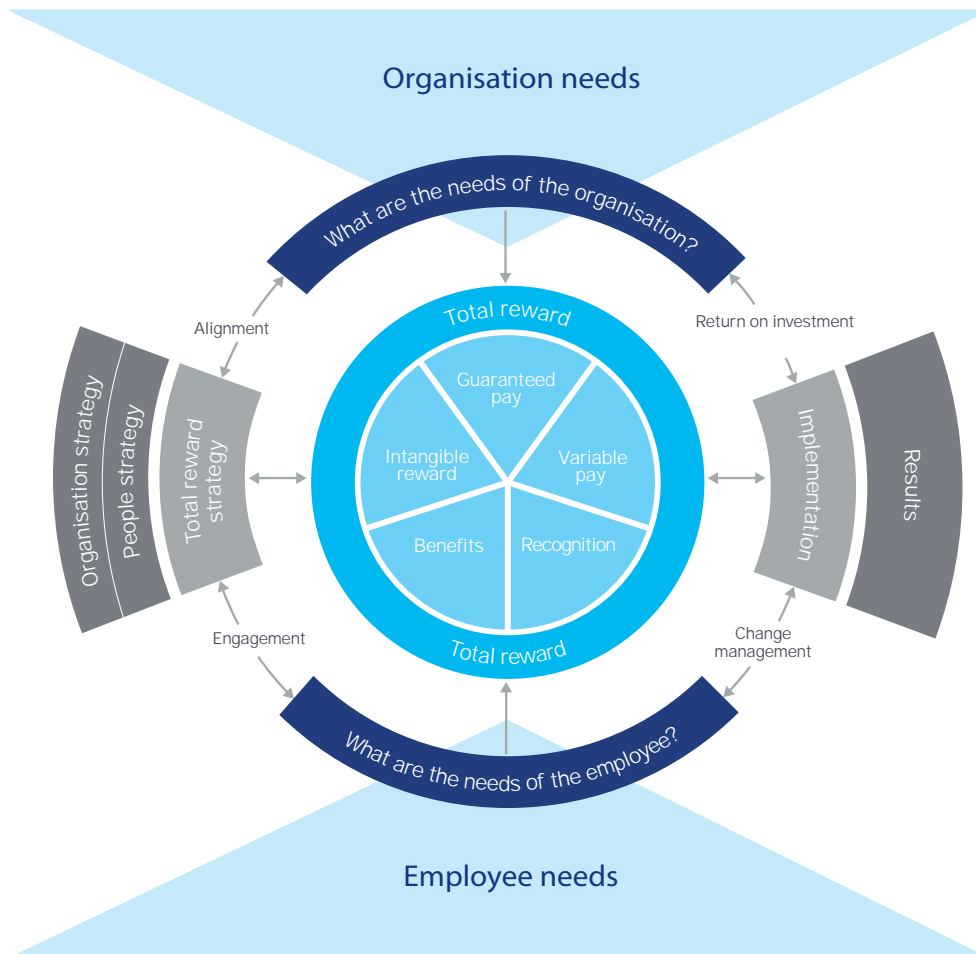 Organisation needs
What are the needs of the organisation?
Alignment
Return on investment
Total reward
Guaranteed
pay
Intangible
reward
Variable
pay
Benefits
Recognition
Total reward
Organisation strategy
People strategy
Total reward
strategy
Implementation
Results
Engagement
Change
management
What are the needs of the employee?
Employee needs